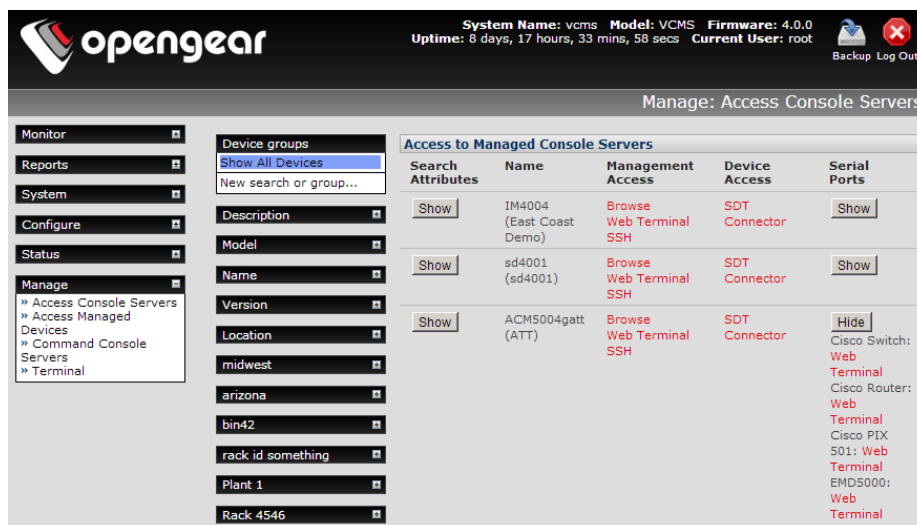 opengear
System Name: vcms Model: VCMS Firmware: 4.0.0
Uptime: 8 days, 17 hours, 33 mins, 58 secs Current User: root
Backup Log Out
Manage: Access Console Servers
Monitor
Reports
System
Configure
Status
Manage
» Access Console Servers
» Access Managed
Devices
» Command Console
Servers
» Terminal
Device groups
Show All Devices
New search or group...
Description
Model
Name
Version
Location
midwest
arizona
bin42
rack id something
Plant 1
Rack 4546
Access to Managed Console Servers
Search
Attributes
Name
Management
Access
Device
Access
Serial
Ports
Show
IM4004
(East Coast
Demo)
Browse
Web Terminal
SSH
SDT
Connector
Show
Show
sd4001
(sd4001)
Browse
Web Terminal
SSH
SDT
Connector
Show
Show
ACM5004gatt
(ATT)
Browse
Web Terminal
SSH
SDT
Connector
Hide
Cisco Switch:
Web
Terminal
Cisco Router:
Web
Terminal
Cisco PIX
501: Web
Terminal
EMD5000:
Web
Terminal